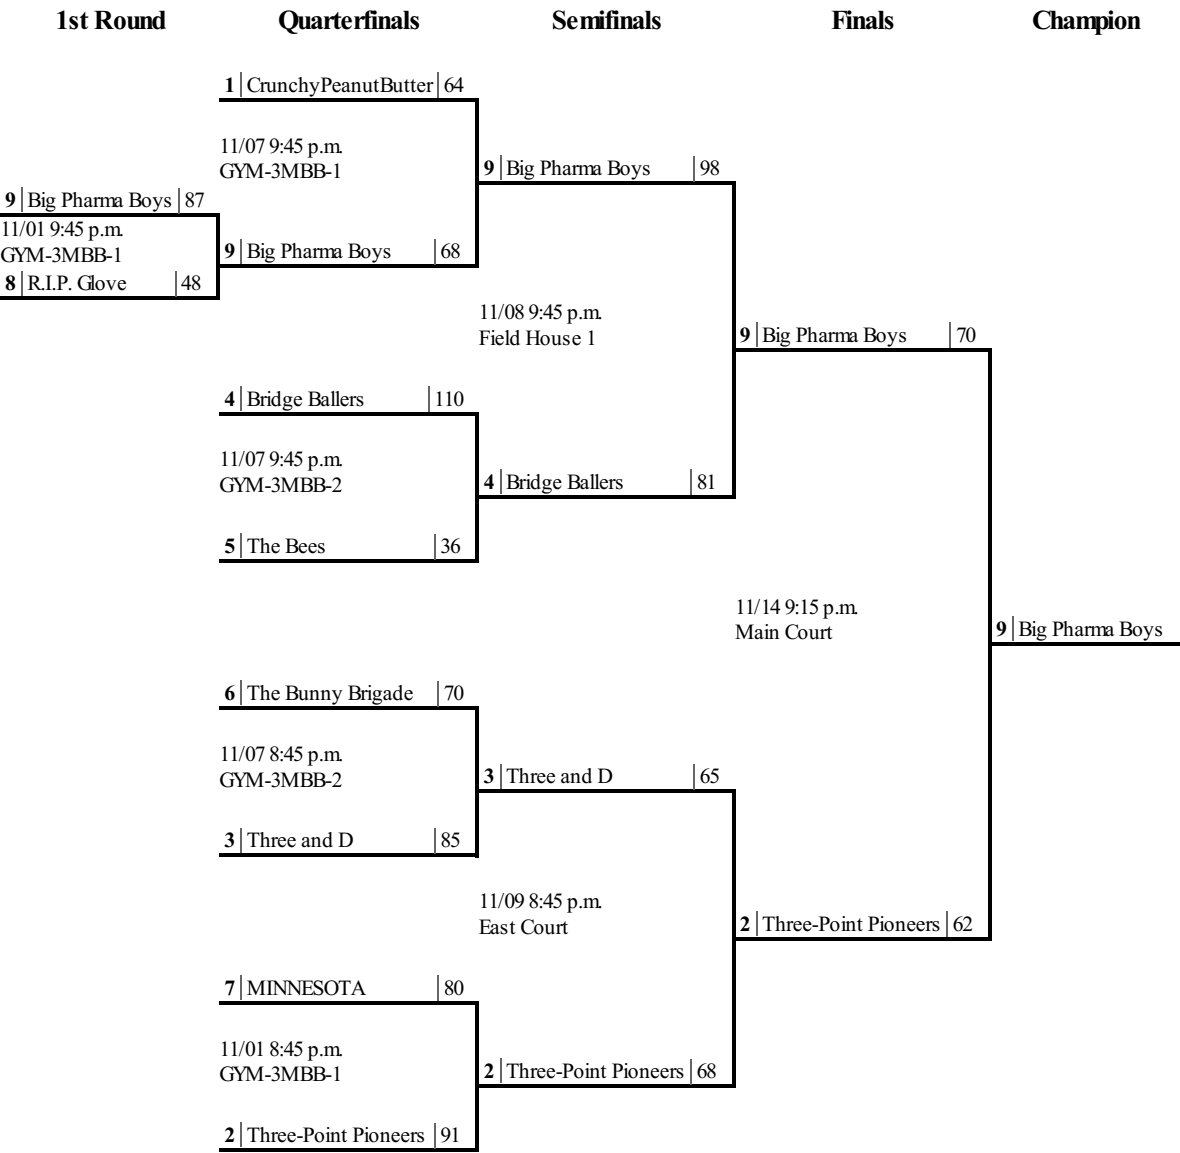 1st Round Quarterfinals Semifinals Finals Champion
1 CrunchyPeanutButter 64
11/07 9:45 p.m.
GYM-3MBB-1
9 Big Pharma Boys 98
9 Big Pharma Boys 87
11/01 9:45 p.m.
GYM-3MBB-1
9 Big Pharma Boys 68
8 R.I.P. Glove 48
11/08 9:45 p.m.
Field House 1
9 Big Pharma Boys 70
4 Bridge Ballers 110
11/07 9:45 p.m.
GYM-3MBB-2
4 Bridge Ballers 81
5 The Bees 36
11/14 9:15 p.m.
Main Court
9 Big Pharma Boys
6 The Bunny Brigade 70
11/07 8:45 p.m.
GYM-3MBB-2
3 Three and D 65
3 Three and D 85
11/09 8:45 p.m.
East Court
2 Three-Point Pioneers 62
7 MINNESOTA 80
11/01 8:45 p.m.
GYM-3MBB-1
2 Three-Point Pioneers 68
2 Three-Point Pioneers 91